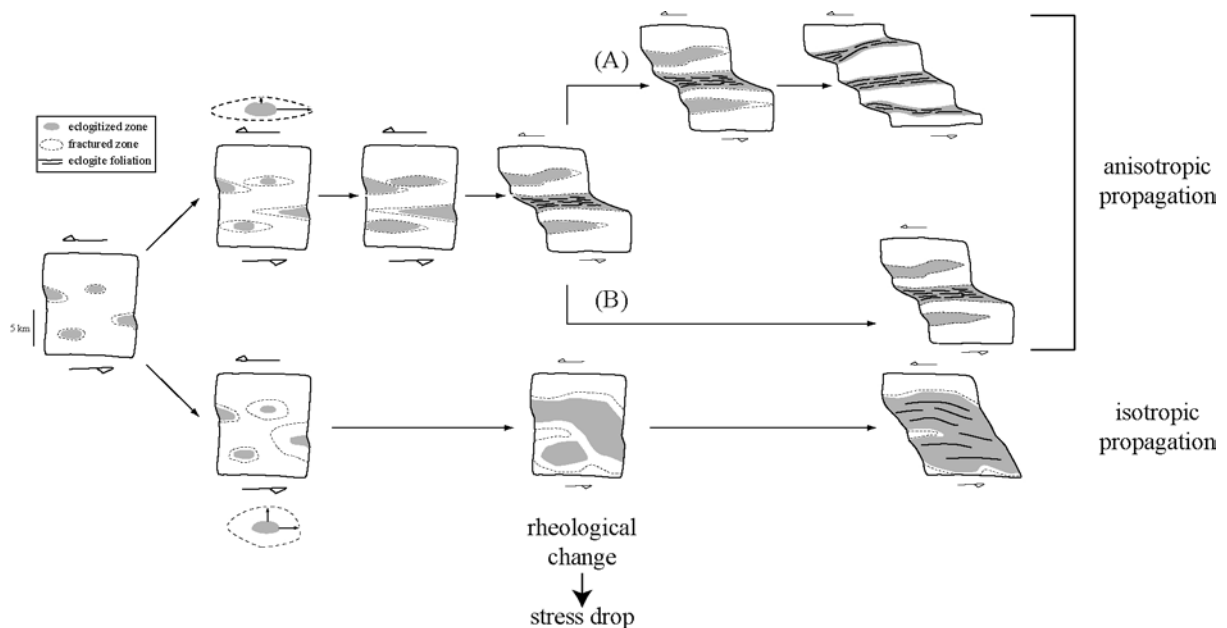 (A)
eclogitized zone
fractured zone
eclogite foliation
anisotropic
propagation
(B)
5 km
isotropic
propagation
rheological
change
stress drop